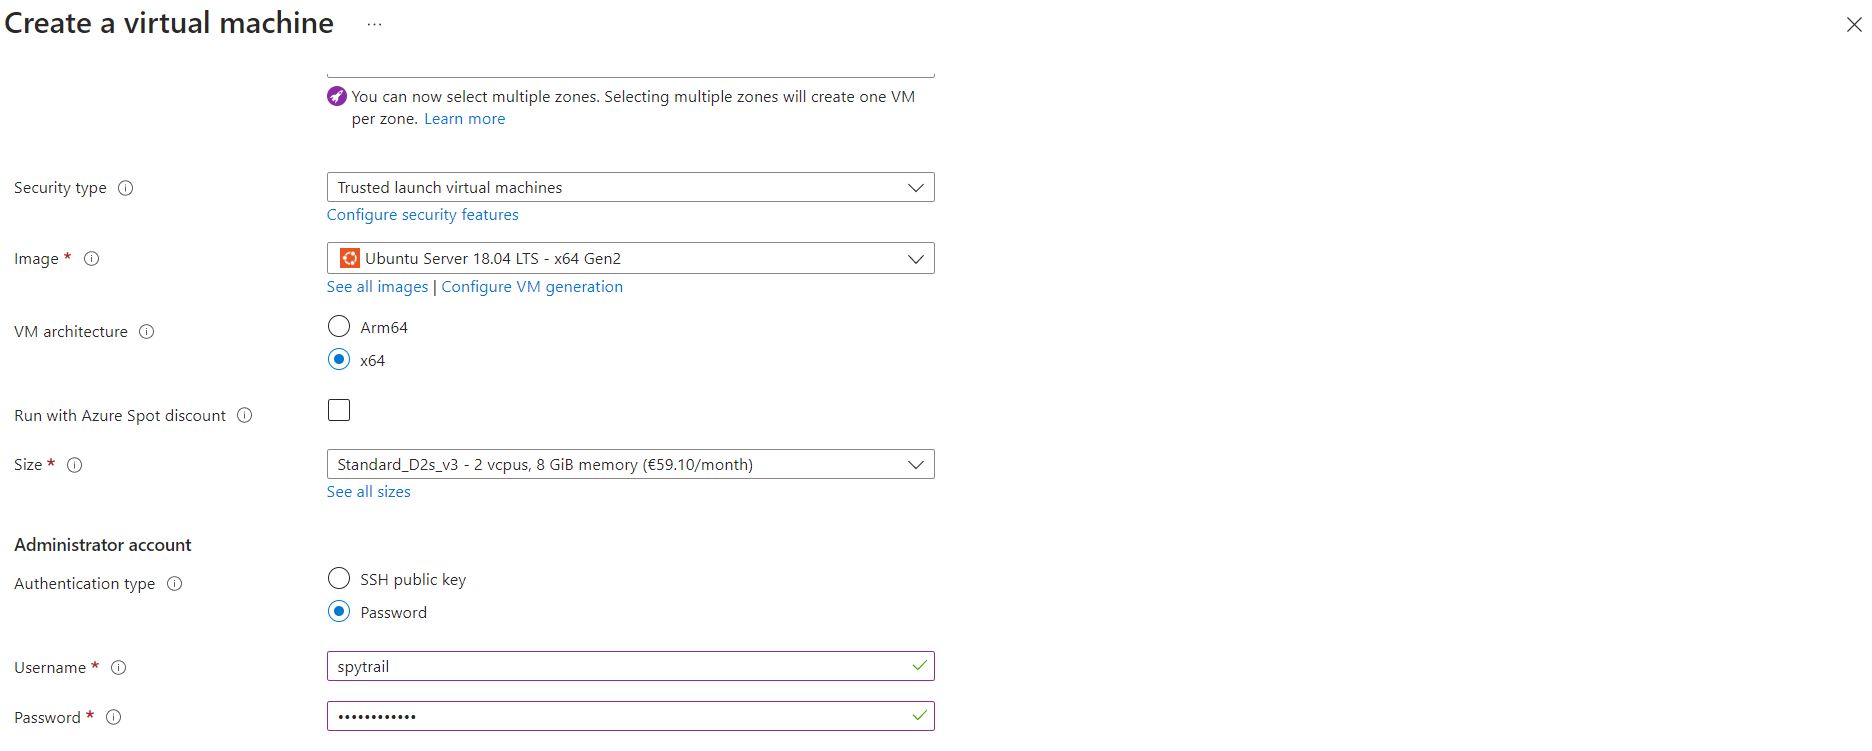 Create a virtual machine ...
You can now select multiple zones. Selecting multiple zones will create one VM
per zone. Learn more
Security type
Trusted launch virtual machines
Configure security features
Image *
Ubuntu Server 18.04 LTS - x64 Gen2
See all images | Configure VM generation
VM architecture
Arm64
x64
Run with Azure Spot discount
Size *
Standard_D2s_v3 - 2 vcpus, 8 GiB memory (€59.10/month)
See all sizes
Administrator account
Authentication type
SSH public key
Password
Username *
spytrail
Password *
••••••••••••